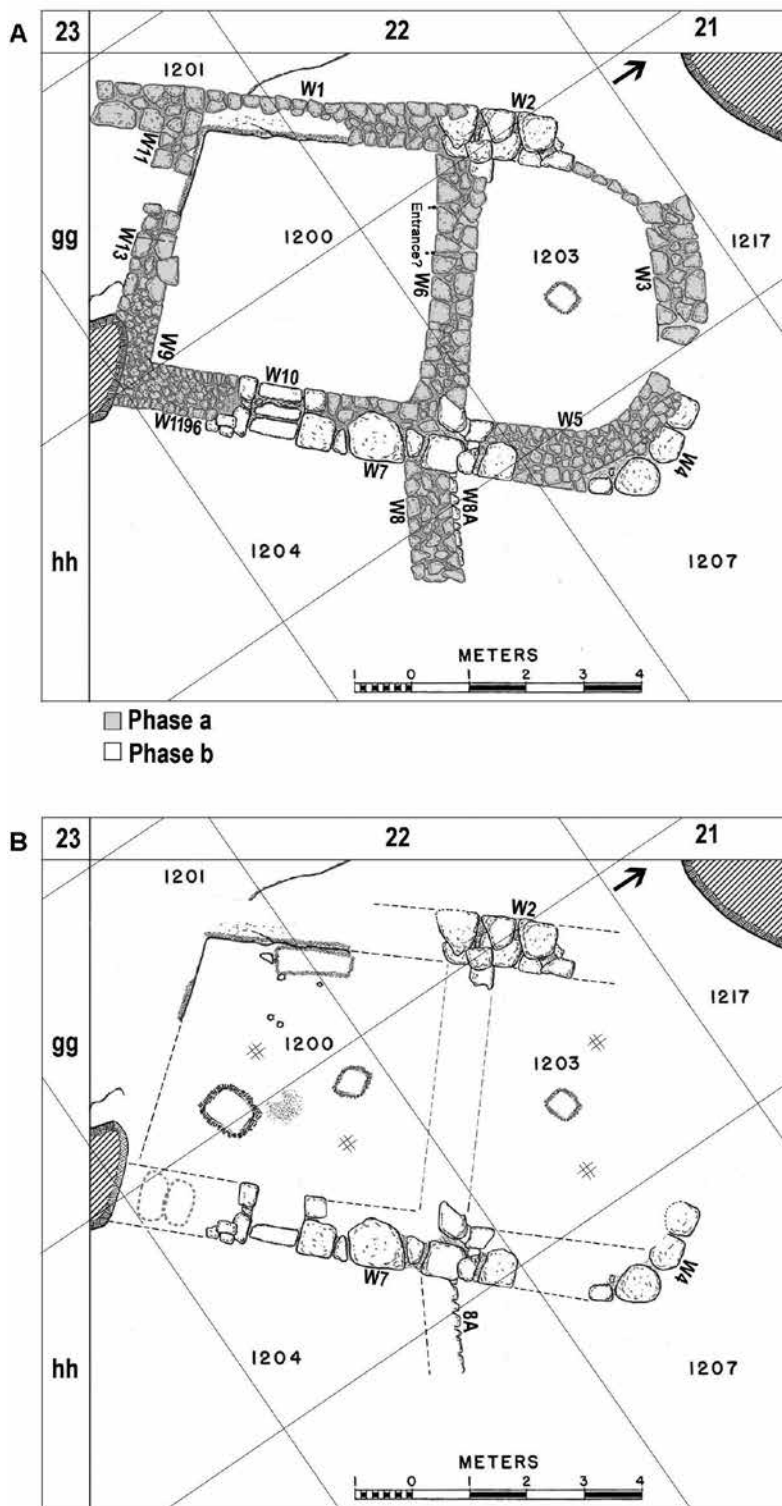 A
23 22 21
1201
W1
W2
W11
gg
W13
1200
Entrance?
W6
1203
W3
1217
W9
W10
W1196
W7
W5
W4
W8
W8A
hh
1204
1207
METERS
1 0 1 2 3 4
Phase a
Phase b
B
23 22 21
1201
W2
1217
gg
1200
1203
W7
W4
8A
1204
hh
1207
METERS
1 0 1 2 3 4